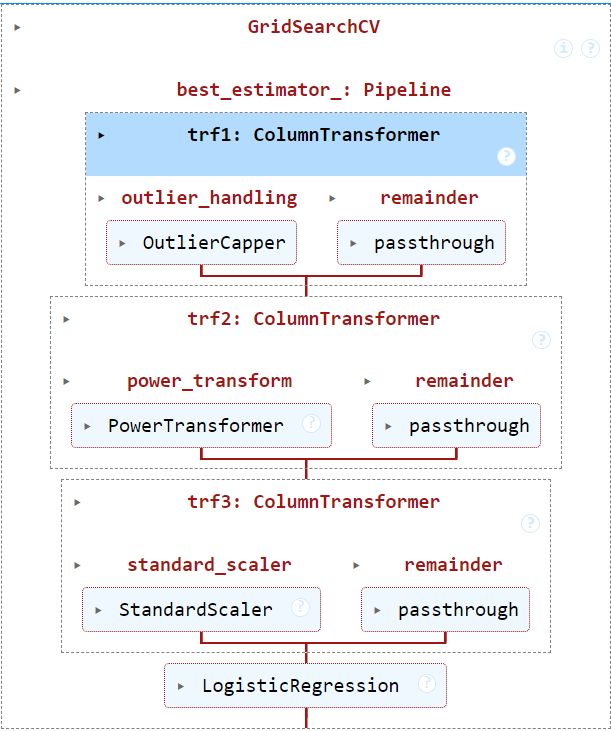 GridSearchCV
i ?
best_estimator_: Pipeline
trf1: ColumnTransformer
?
outlier_handling remainder
OutlierCapper passthrough
trf2: ColumnTransformer
?
power_transform remainder
PowerTransformer ? passthrough
trf3: ColumnTransformer
?
standard_scaler remainder
StandardScaler ? passthrough
LogisticRegression ?